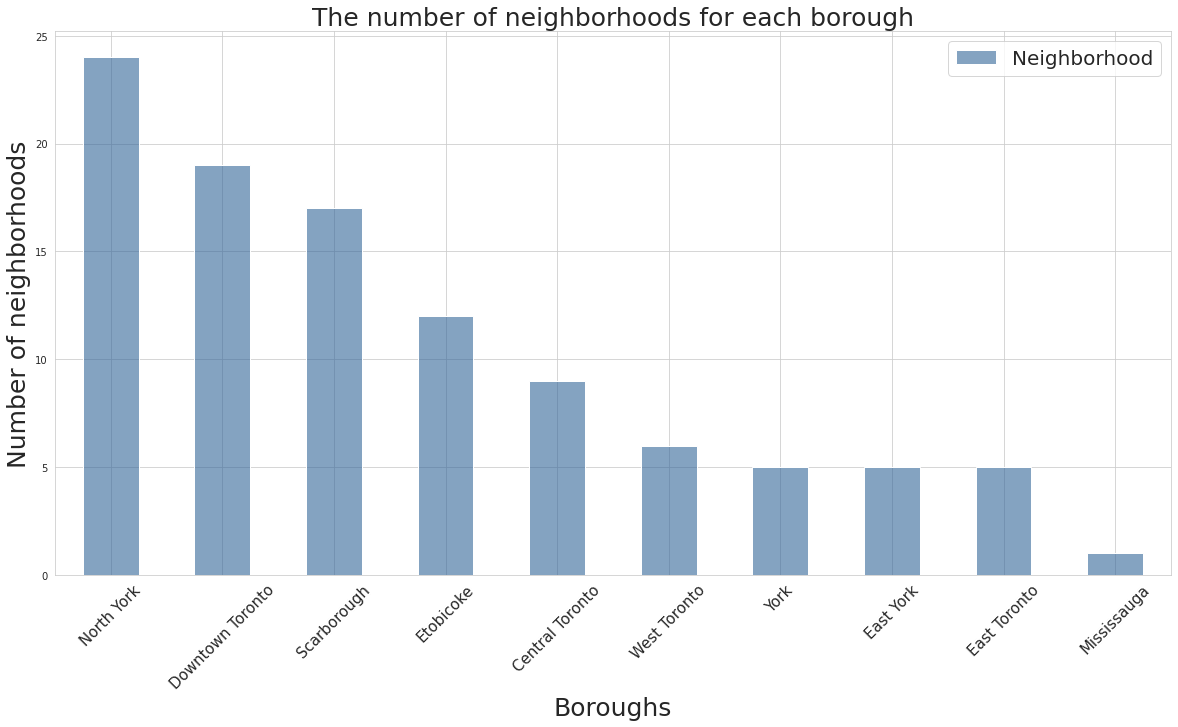 The number of neighborhoods for each borough
Neighborhood
Number of neighborhoods
25
20
15
10
5
0
North York
Downtown Toronto
Scarborough
Etobicoke
Central Toronto
West Toronto
York
East York
East Toronto
Mississauga
Boroughs